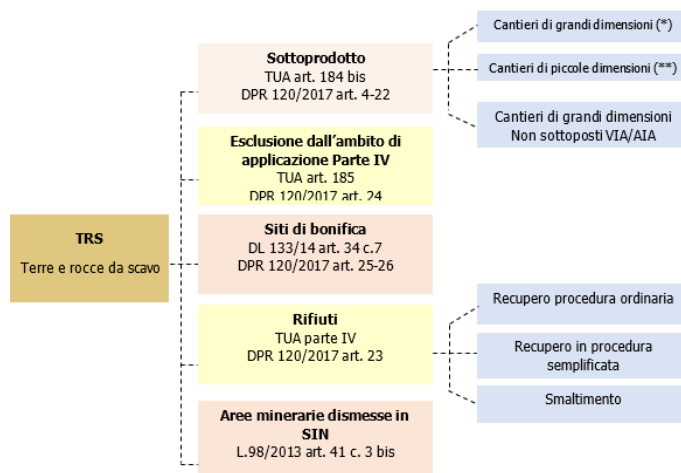 TRS
Terre e rocce da scavo
Sottoprodotto
TUA art. 184 bis
DPR 120/2017 art. 4-22
Cantieri di grandi dimensioni (*)
Cantieri di piccole dimensioni (**)
Cantieri di grandi dimensioni
Non sottoposti VIA/AIA
Esclusione dall'ambito di
applicazione Parte IV
TUA art. 185
DPR 120/2017 art. 24
Siti di bonifica
DL 133/14 art. 34 c.7
DPR 120/2017 art. 25-26
Rifiuti
TUA parte IV
DPR 120/2017 art. 23
Recupero procedura ordinaria
Recupero in procedura
semplificata
Smaltimento
Aree minerarie dismesse in
SIN
L.98/2013 art. 41 c. 3 bis